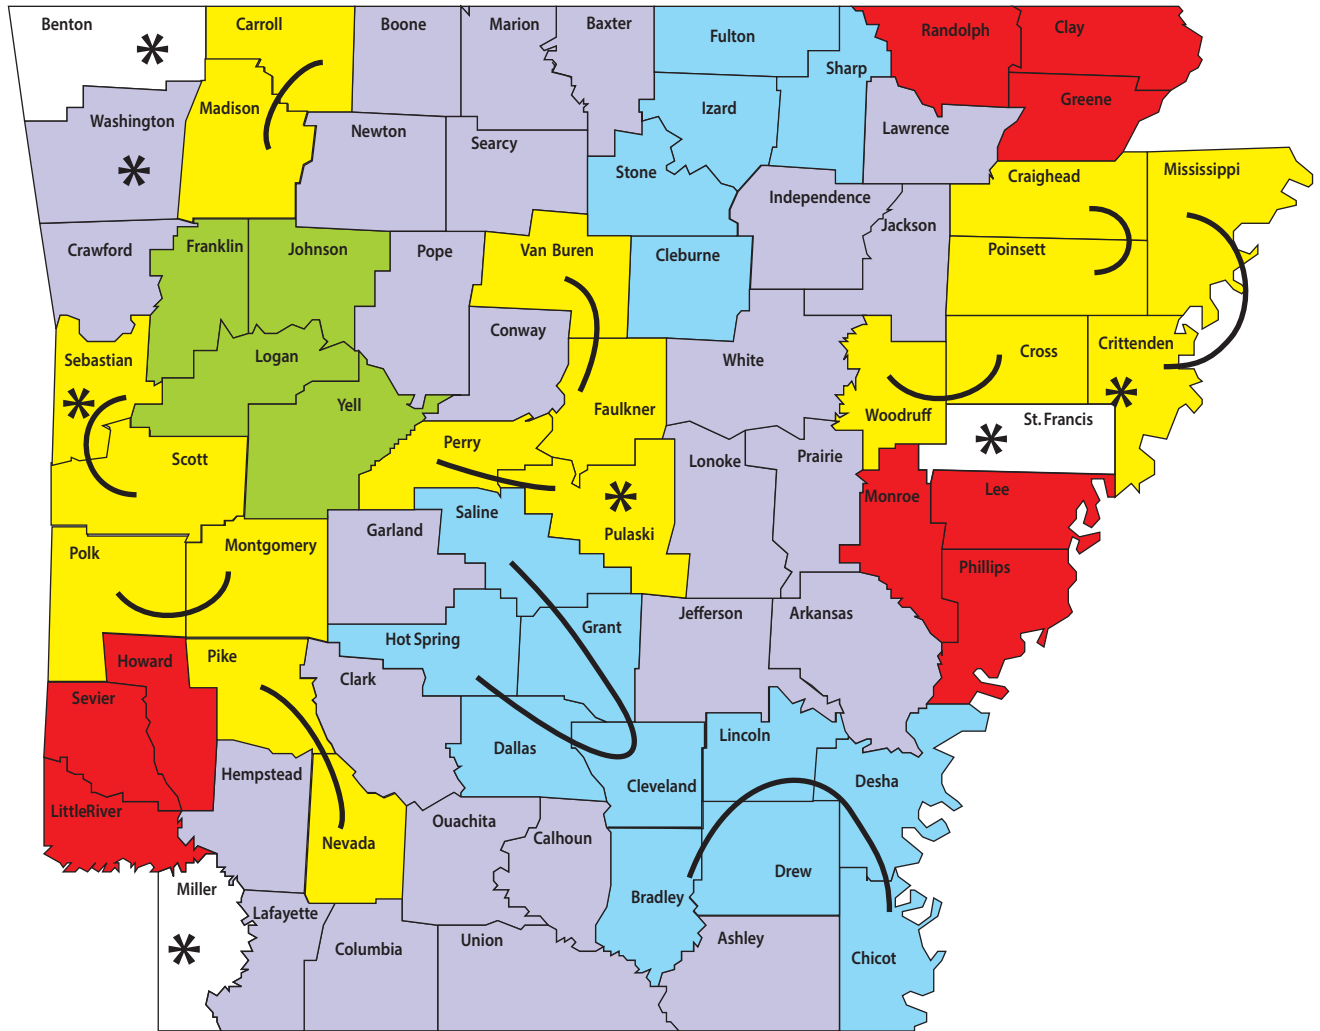 Benton
Carroll
Boone
Marion
Baxter
Fulton
Randolph
Clay
Sharp
Greene
Madison
Izard
Washington
Newton
Searcy
Lawrence
Stone
Craighead
Mississippi
Independence
Jackson
Crawford
Franklin
Johnson
Pope
Van Buren
Cleburne
Poinsett
Conway
Sebastian
Logan
White
Cross
Crittenden
Yell
Faulkner
Woodruff
St. Francis
Perry
Scott
Lonoke
Prairie
Monroe
Lee
Saline
Garland
Pulaski
Polk
Montgomery
Phillips
Hot Spring
Grant
Jefferson
Arkansas
Howard
Pike
Clark
Sevier
Dallas
Lincoln
Hempstead
Cleveland
Desha
LittleRiver
Nevada
Ouachita
Calhoun
Drew
Miller
Bradley
Lafayette
Columbia
Union
Ashley
Chicot